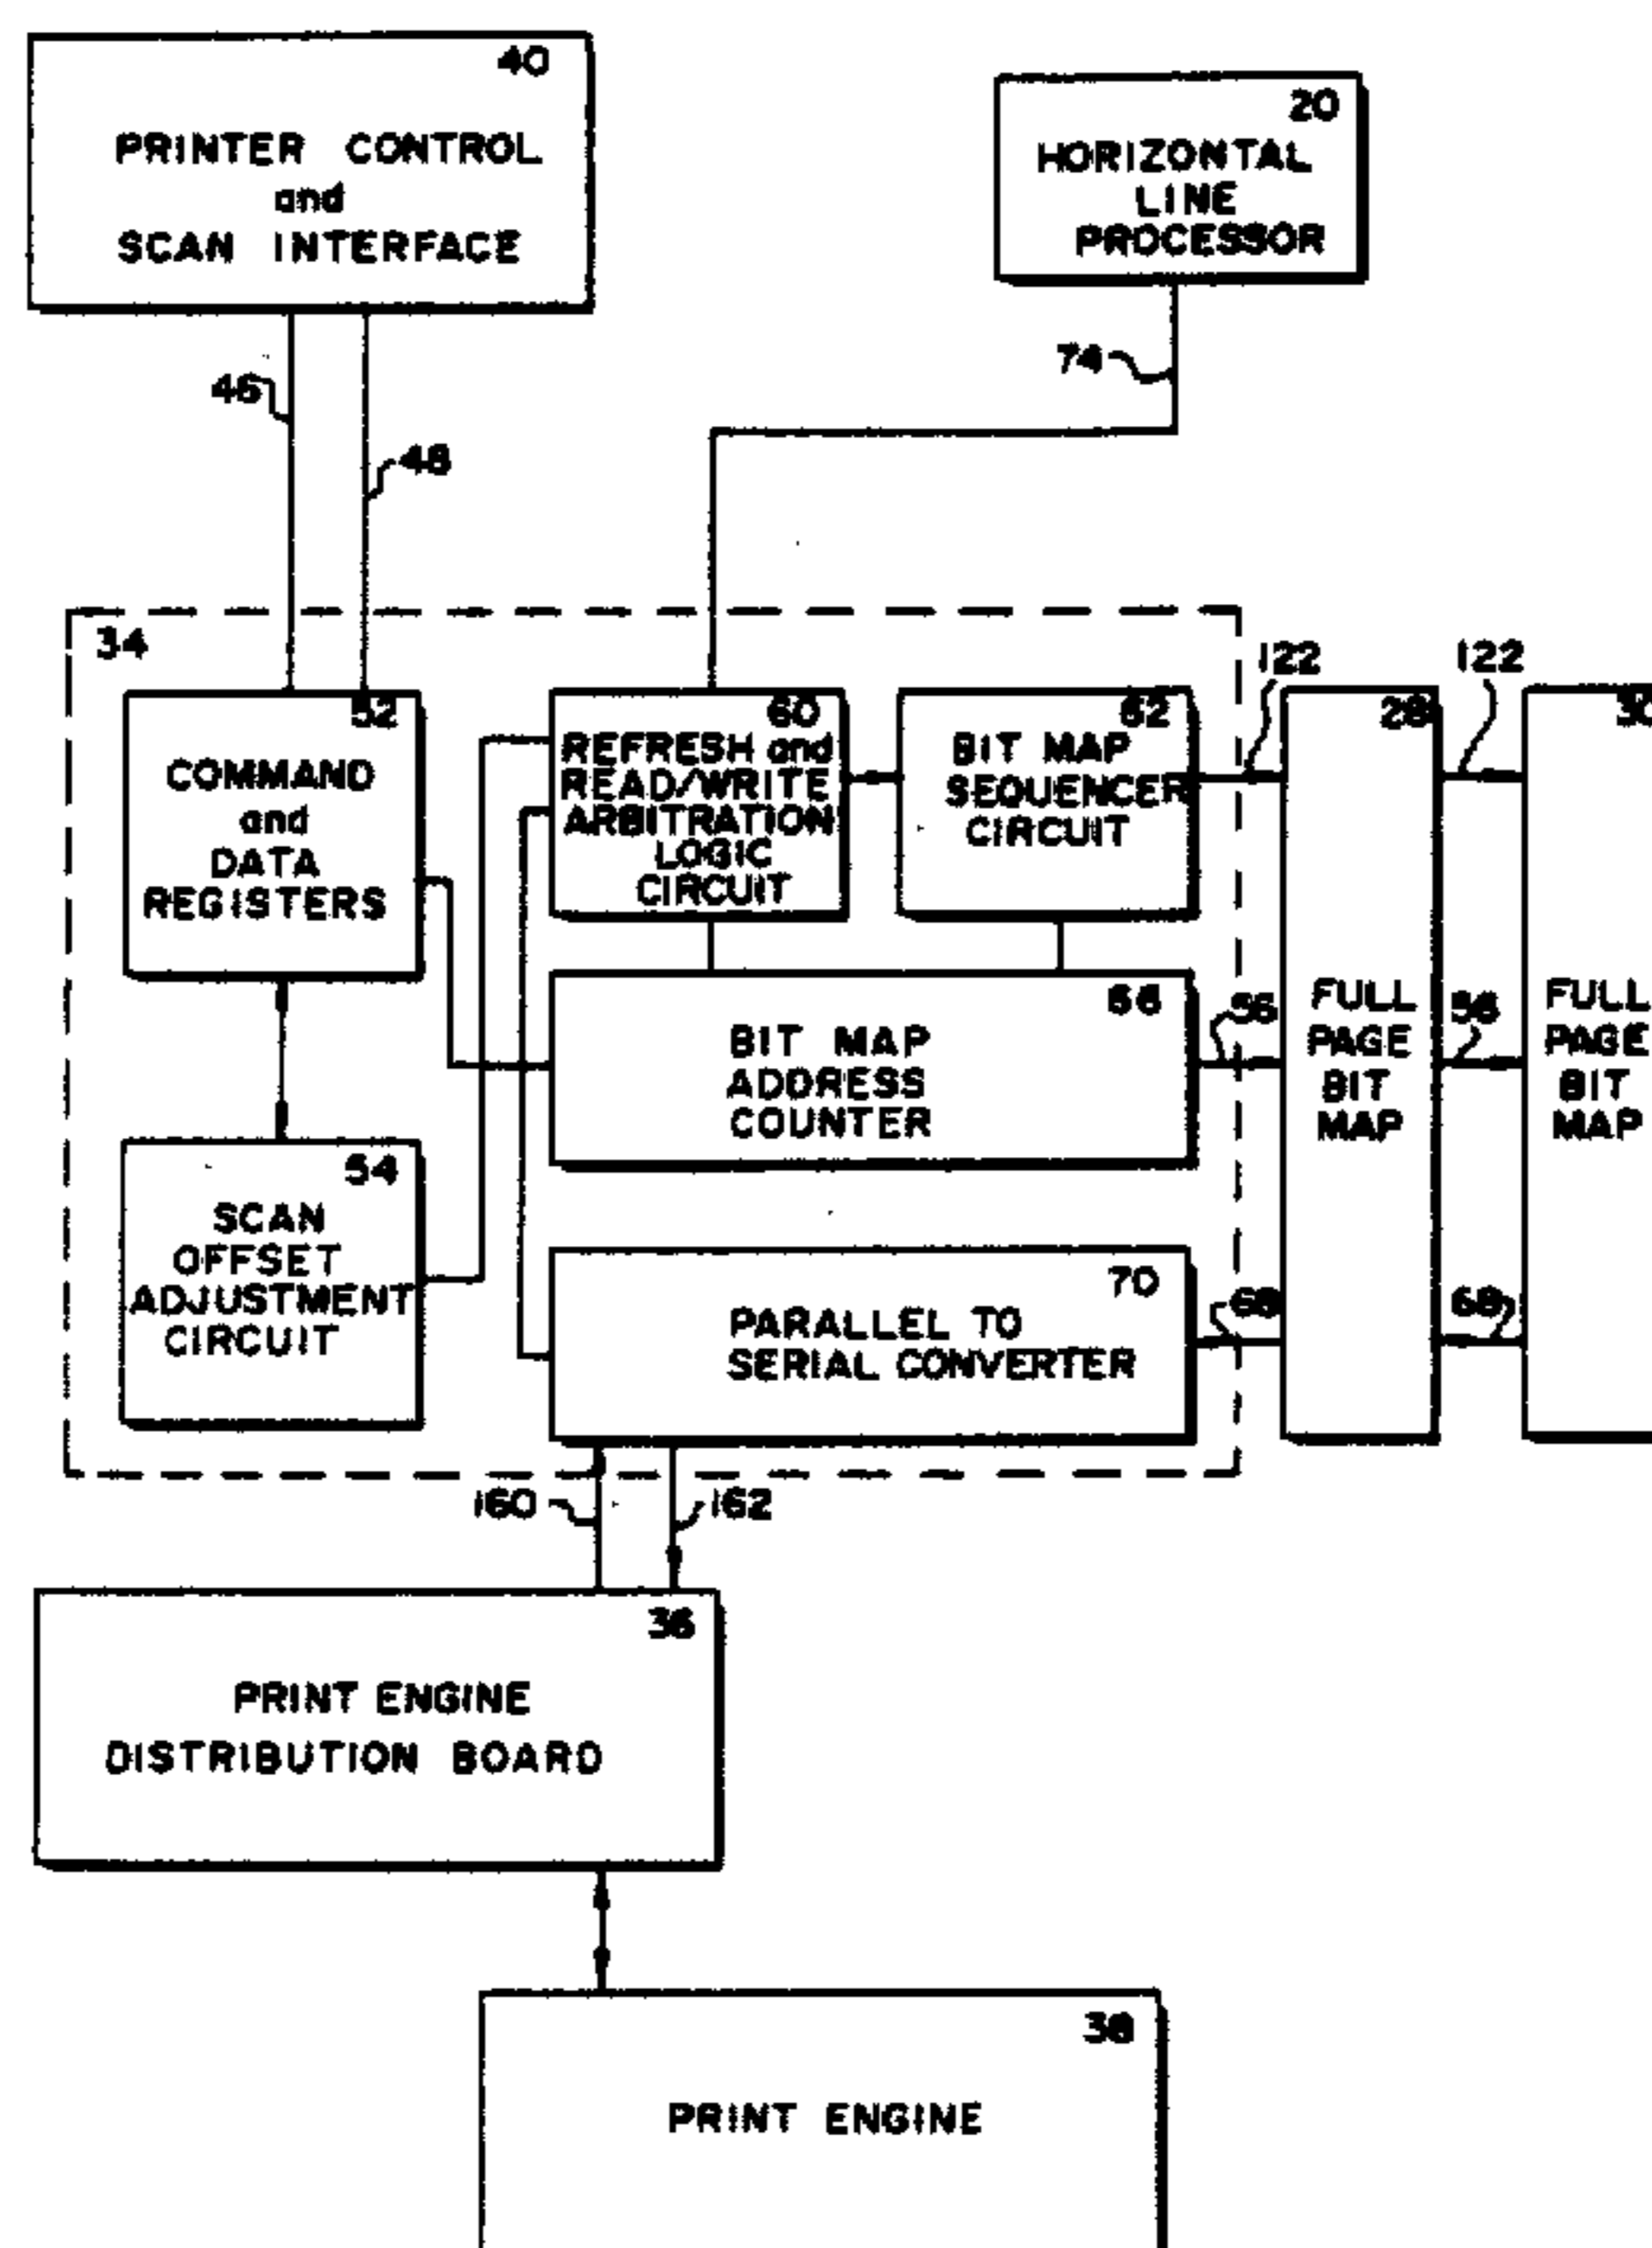 40
PRINTER CONTROL
and
SCAN INTERFACE
20
HORIZONTAL
LINE
PROCESSOR
74
46
48
34
122
122
52
COMMAND
and
DATA
REGISTERS
60
REFRESH and
READ/WRITE
ARBITRATION
LOGIC
CIRCUIT
62
BIT MAP
SEQUENCER
CIRCUIT
28
FULL
PAGE
BIT
MAP
FULL
PAGE
BIT
MAP
66
BIT MAP
ADDRESS
COUNTER
56
56
54
SCAN
OFFSET
ADJUSTMENT
CIRCUIT
70
PARALLEL TO
SERIAL CONVERTER
68
68
160
162
36
PRINT ENGINE
DISTRIBUTION BOARD
38
PRINT ENGINE